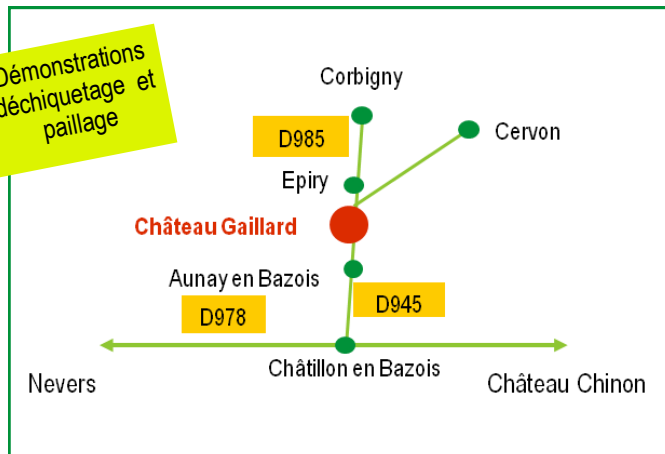 Démonstrations
déchiquetage et
paillage
Corbigny
D985
Cervon
Epiry
Château Gaillard
Aunay en Bazois
D945
D978
Châtillon en Bazois
Nevers
Château Chinon